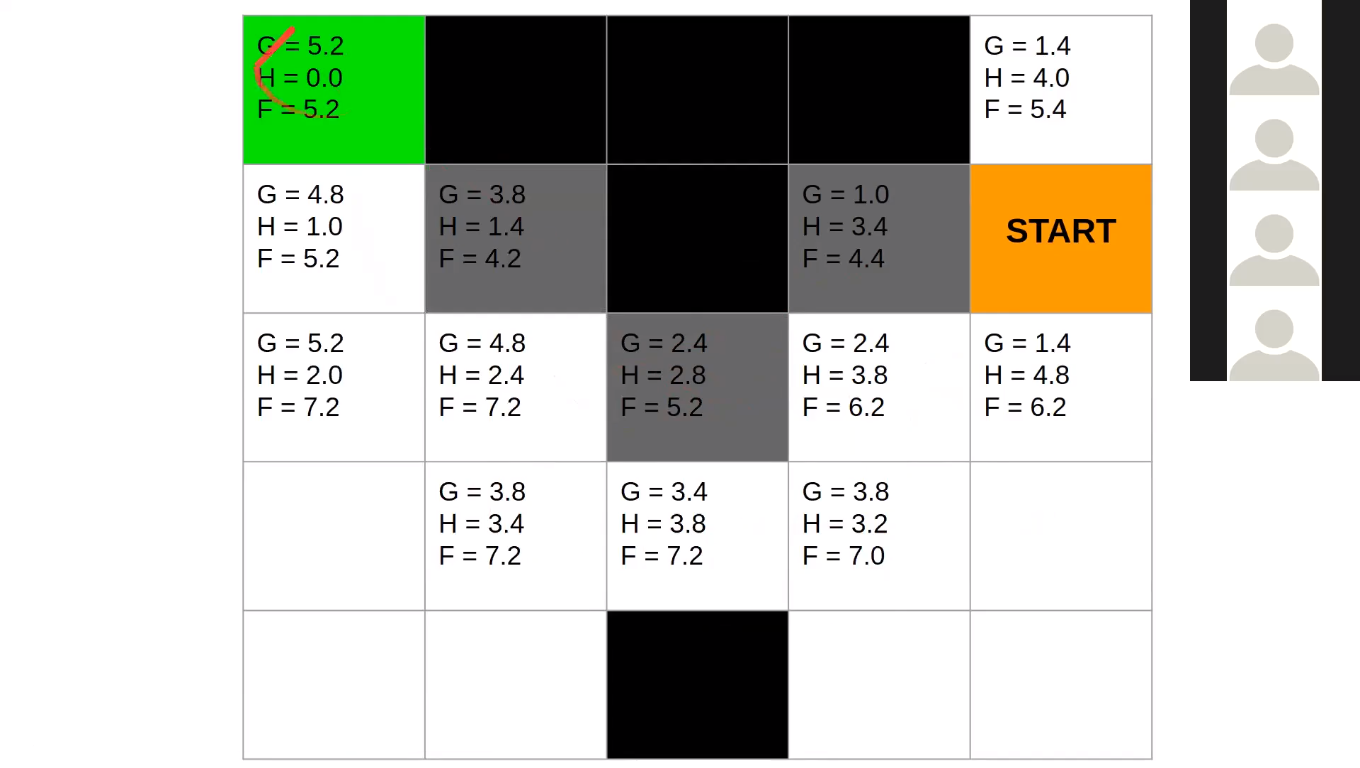 G = 5.2
H = 0.0
F = 5.2
G = 1.4
H = 4.0
F = 5.4
G = 4.8
H = 1.0
F = 5.2
G = 3.8
H = 1.4
F = 4.2
G = 1.0
H = 3.4
F = 4.4
START
G = 5.2
H = 2.0
F = 7.2
G = 4.8
H = 2.4
F = 7.2
G = 2.4
H = 2.8
F = 5.2
G = 2.4
H = 3.8
F = 6.2
G = 1.4
H = 4.8
F = 6.2
G = 3.8
H = 3.4
F = 7.2
G = 3.4
H = 3.8
F = 7.2
G = 3.8
H = 3.2
F = 7.0